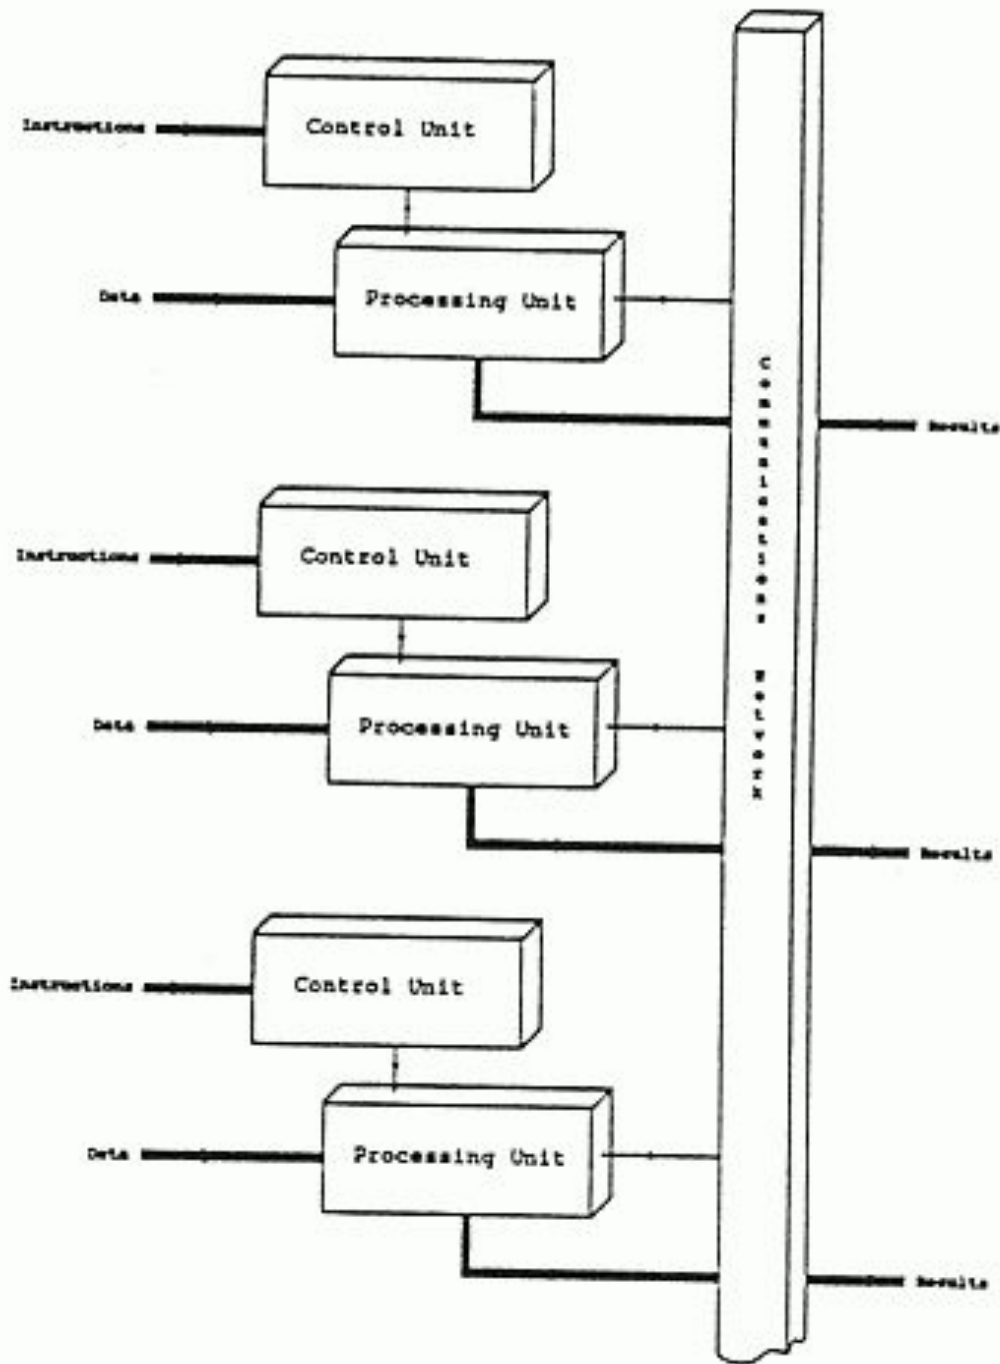 Instructions
Control Unit
Data
Processing Unit
Results
Communications Network
Instructions
Control Unit
Data
Processing Unit
Results
Instructions
Control Unit
Data
Processing Unit
Results